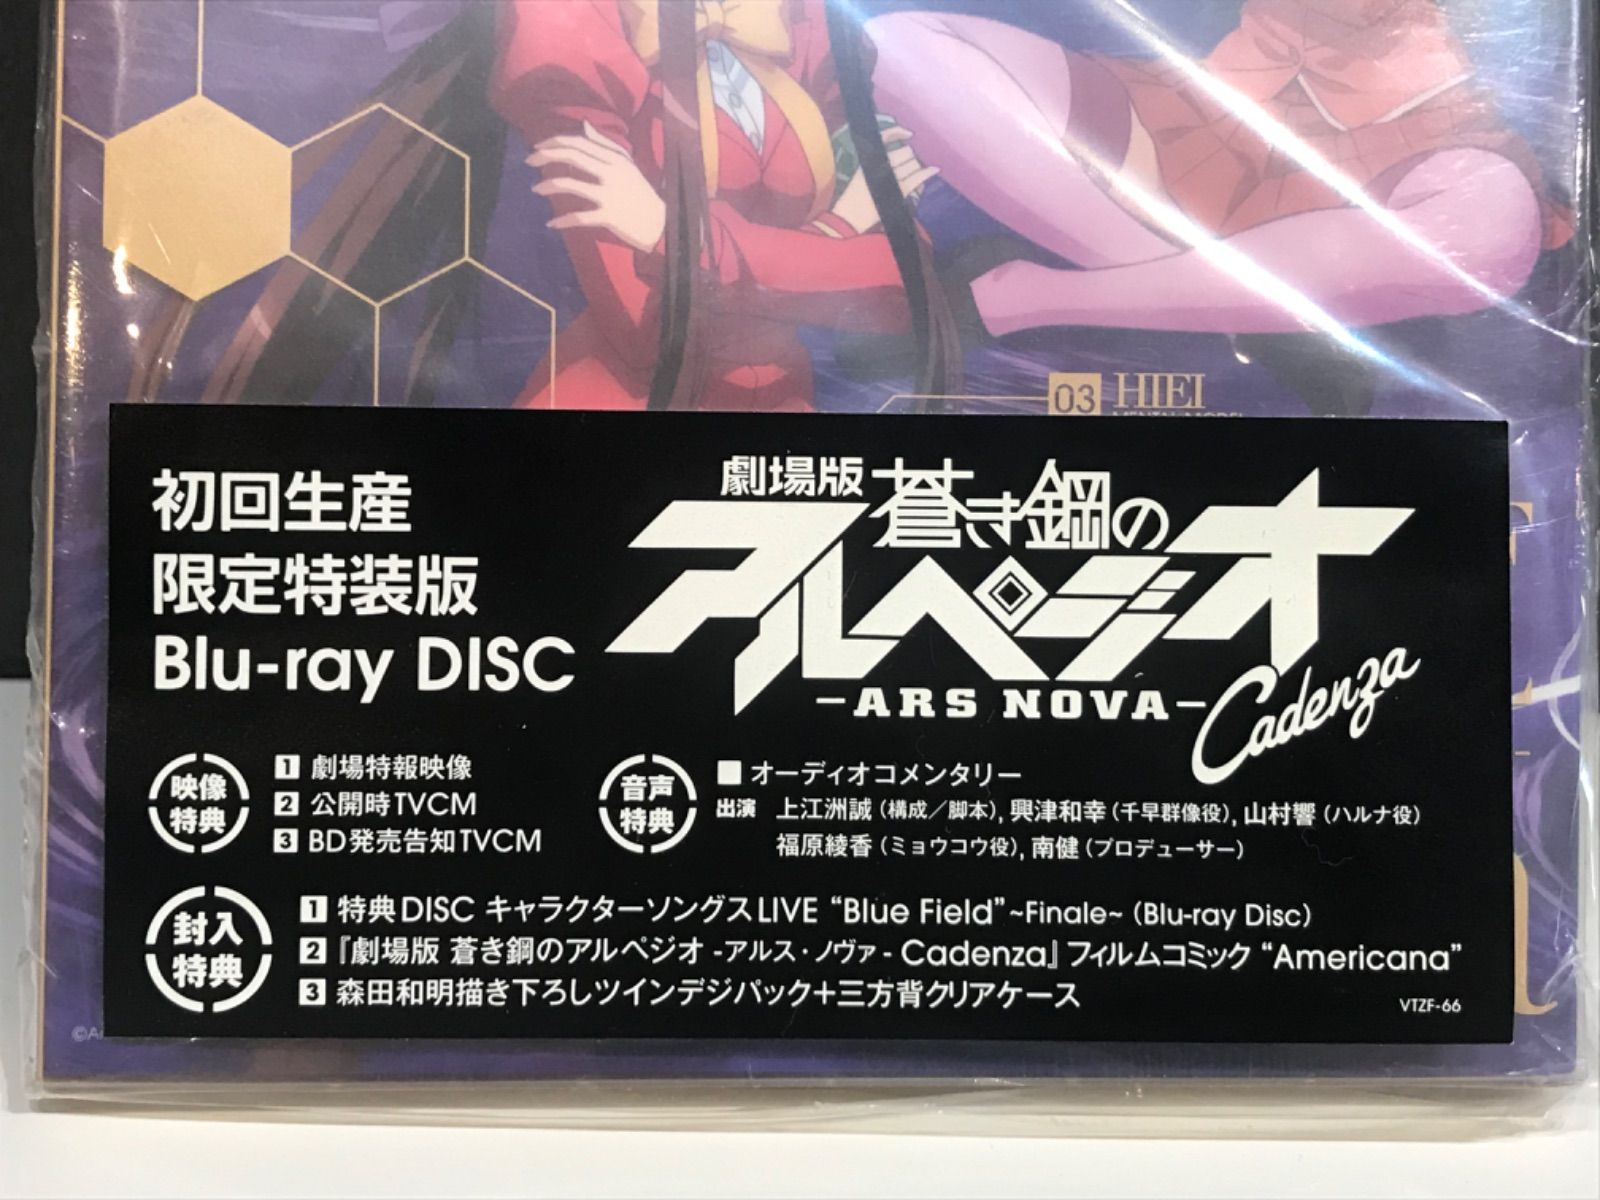 03 HIEI
初回生産
限定特装版
Blu-ray DISC
劇場版 蒼き鋼の
アルペジオ
-ARS NOVA-
Cadenza
映像特典
1 劇場特報映像
2 公開時TVCM
3 BD発売告知TVCM
音声特典
■オーディオコメンタリー
出演 上江洲誠(構成/脚本), 興津和幸(千早群像役), 山村響(ハルナ役)
福原綾香(ミョウコウ役), 南健(プロデューサー)
封入特典
1 特典DISC キャラクターソングスLIVE “Blue Field”~Finale~(Blu-ray Disc)
2 『劇場版 蒼き鋼のアルペジオ -アルス・ノヴァ- Cadenza』フィルムコミック “Americana”
3 森田和明描き下ろしツインデジパック+三方背クリアケース
VTZF-66